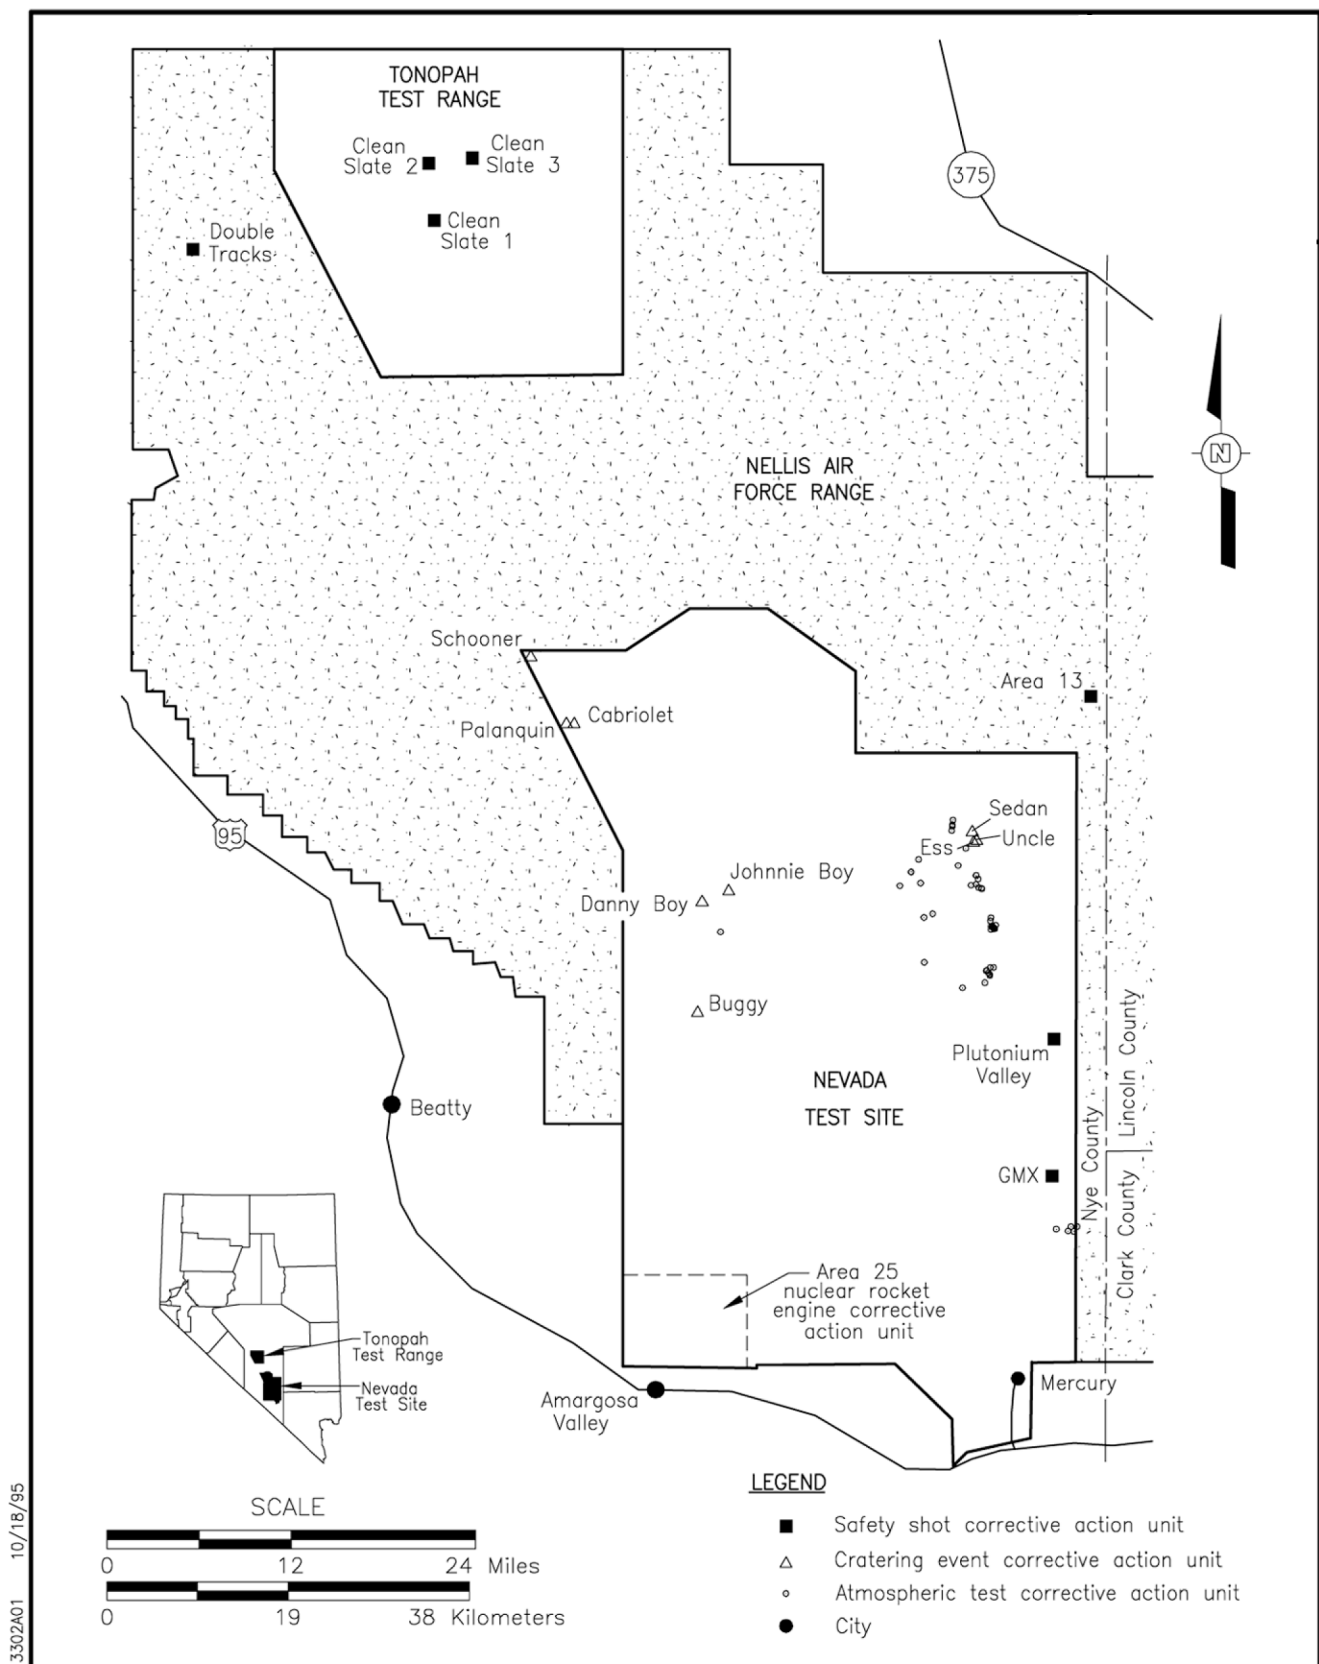 TONOPAH
TEST RANGE
Clean
Slate 2
Clean
Slate 3
Clean
Slate 1
Double
Tracks
375
NELLIS AIR
FORCE RANGE
N
Schooner
Palanquin
Cabriolet
Area 13
95
Sedan
Uncle
Ess
Johnnie Boy
Danny Boy
Buggy
Plutonium
Valley
NEVADA
TEST SITE
Beatty
GMX
Nye County
Lincoln County
Clark County
Area 25
nuclear rocket
engine corrective
action unit
Tonopah
Test Range
Nevada
Test Site
Amargosa
Valley
Mercury
SCALE
0 12 24 Miles
0 19 38 Kilometers
LEGEND
Safety shot corrective action unit
Cratering event corrective action unit
Atmospheric test corrective action unit
City
3302A01 10/18/95